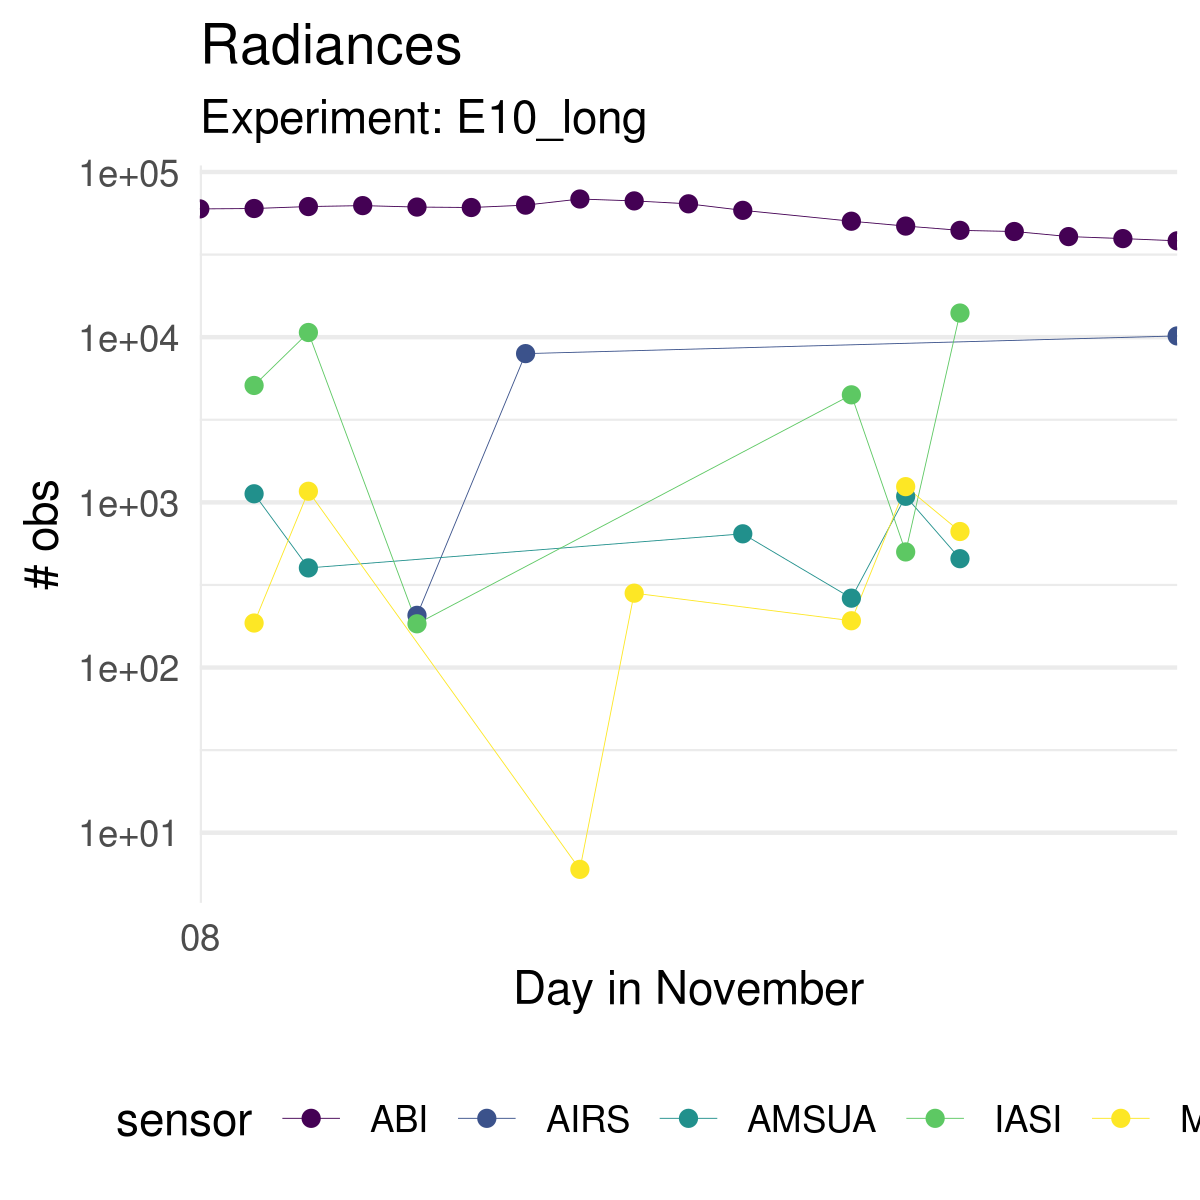 Radiances
Experiment: E10_long
1e+05
1e+04
1e+03
1e+02
1e+01
# obs
08
Day in November
sensor ABI AIRS AMSUA IASI